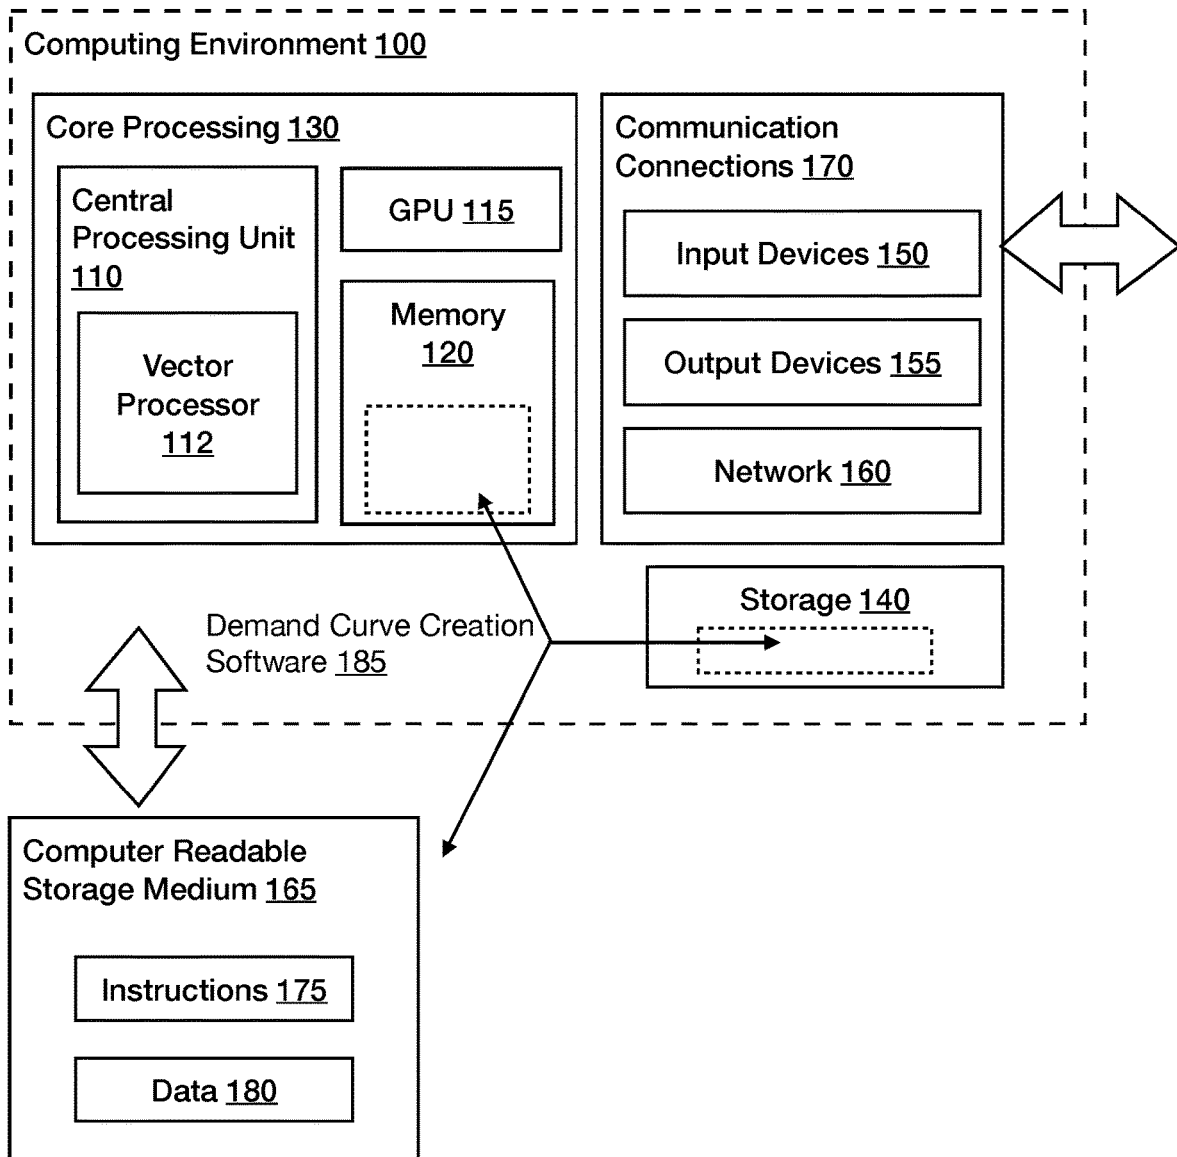 Computing Environment 100
Core Processing 130
Central
Processing Unit
110
Vector
Processor
112
GPU 115
Memory
120
Communication
Connections 170
Input Devices 150
Output Devices 155
Network 160
Storage 140
Demand Curve Creation
Software 185
Computer Readable
Storage Medium 165
Instructions 175
Data 180